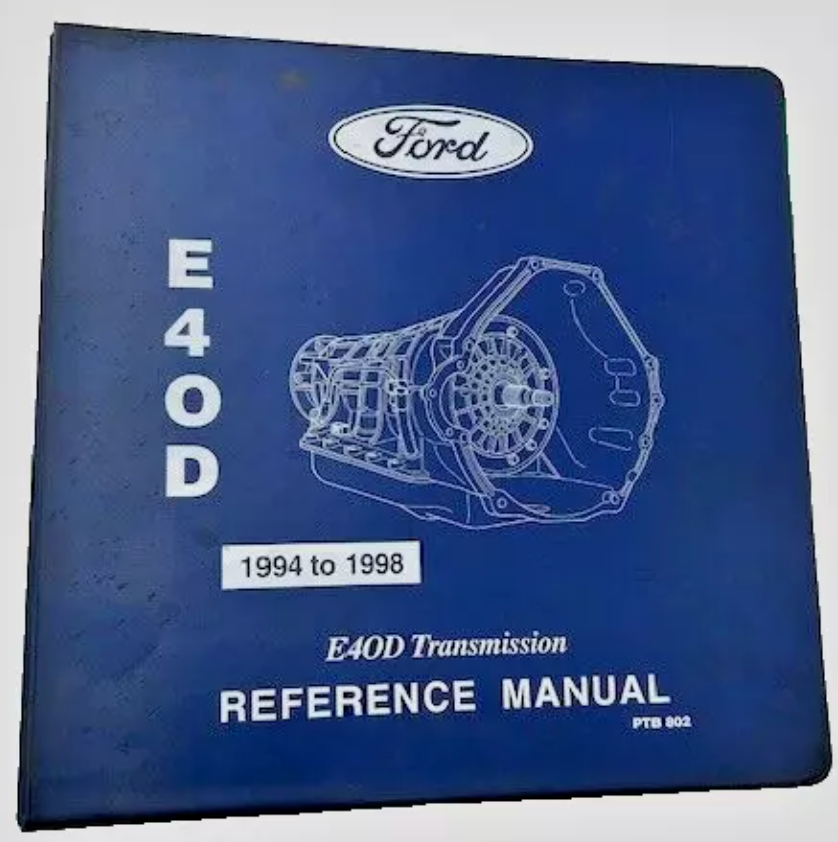 Ford
E
4
O
D
1994 to 1998
E4OD Transmission
REFERENCE MANUAL
PTB 802